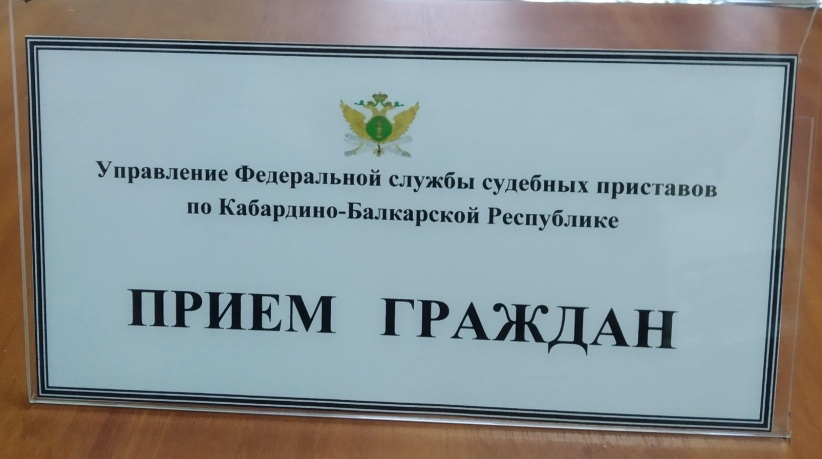 Управление Федеральной службы судебных приставов
по Кабардино-Балкарской Республике
ПРИЕМ ГРАЖДАН